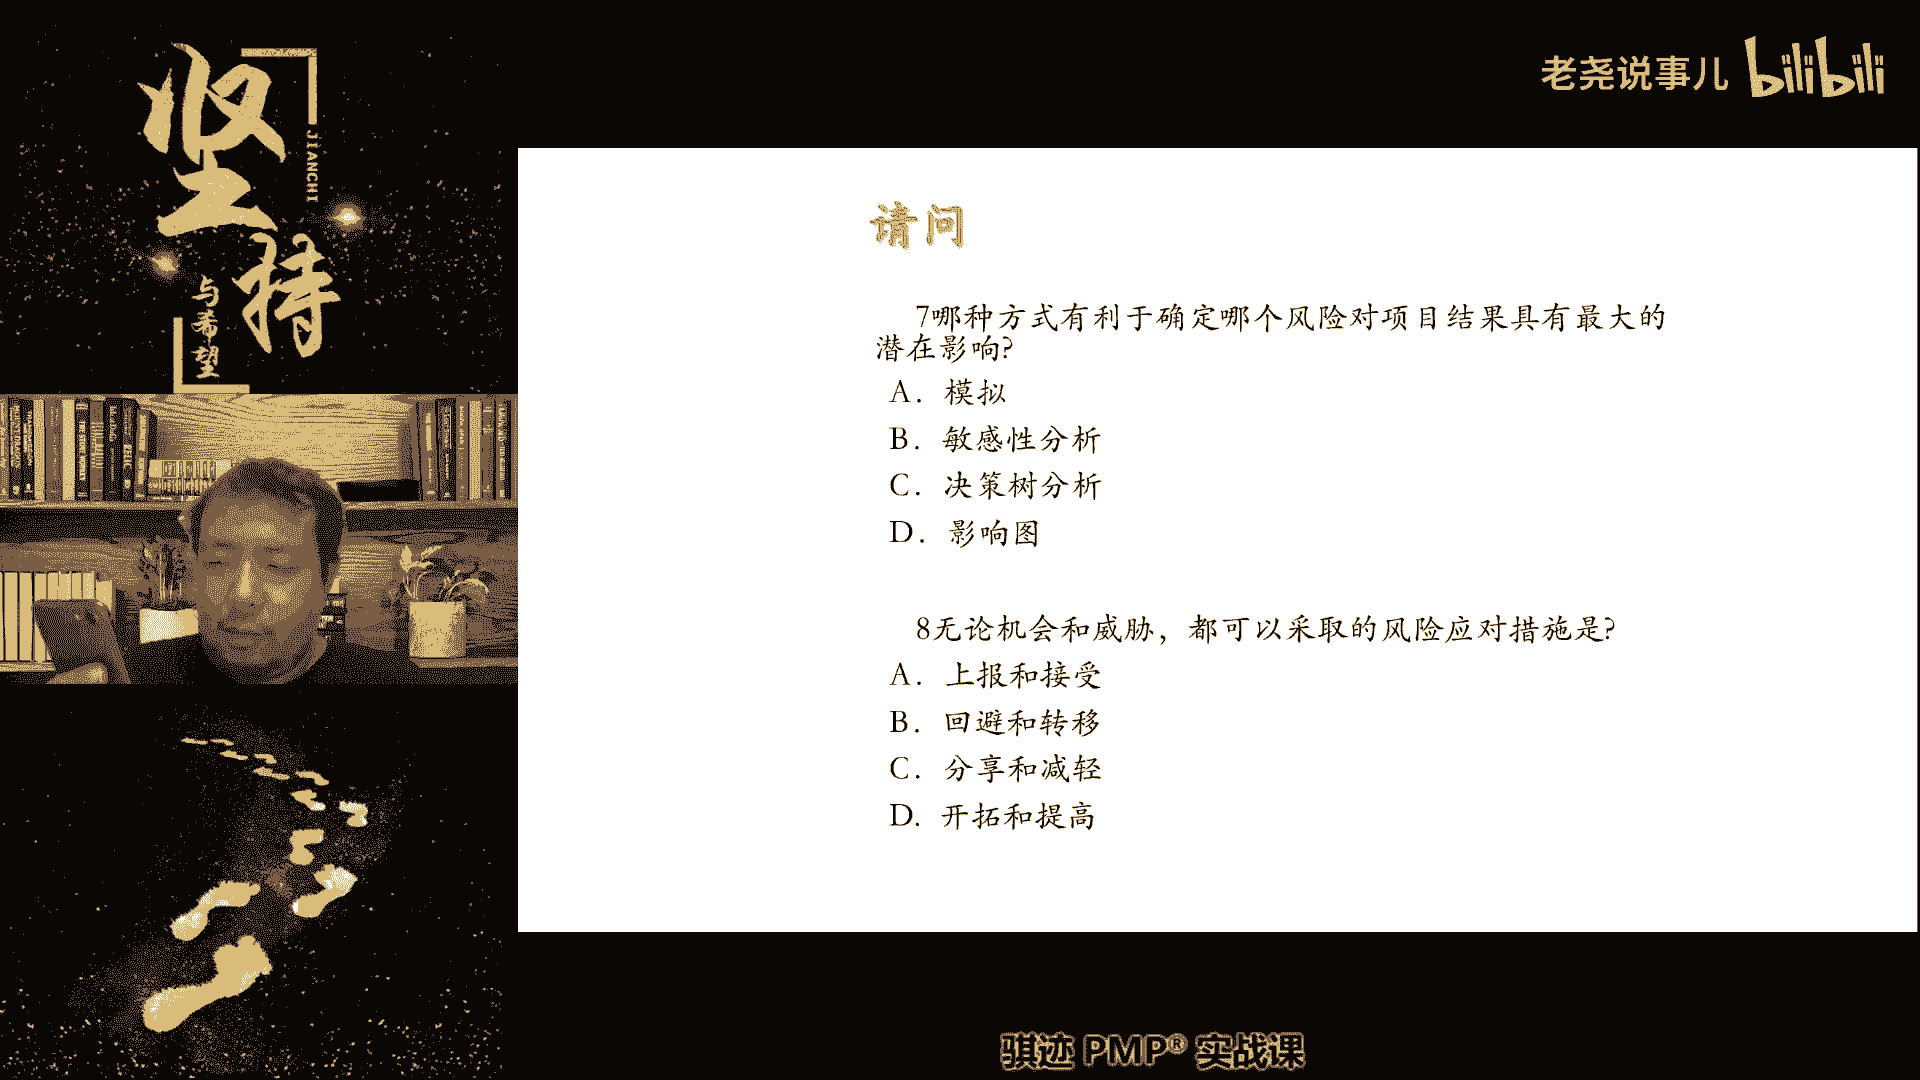 坚持
JIANCHI
与希望
老尧说事儿 bilibili
请问
7哪种方式有利于确定哪个风险对项目结果具有最大的
潜在影响?
A. 模拟
B. 敏感性分析
C. 决策树分析
D. 影响图
8无论机会和威胁，都可以采取的风险应对措施是?
A. 上报和接受
B. 回避和转移
C. 分享和减轻
D. 开拓和提高
骐迹 PMP® 实战课